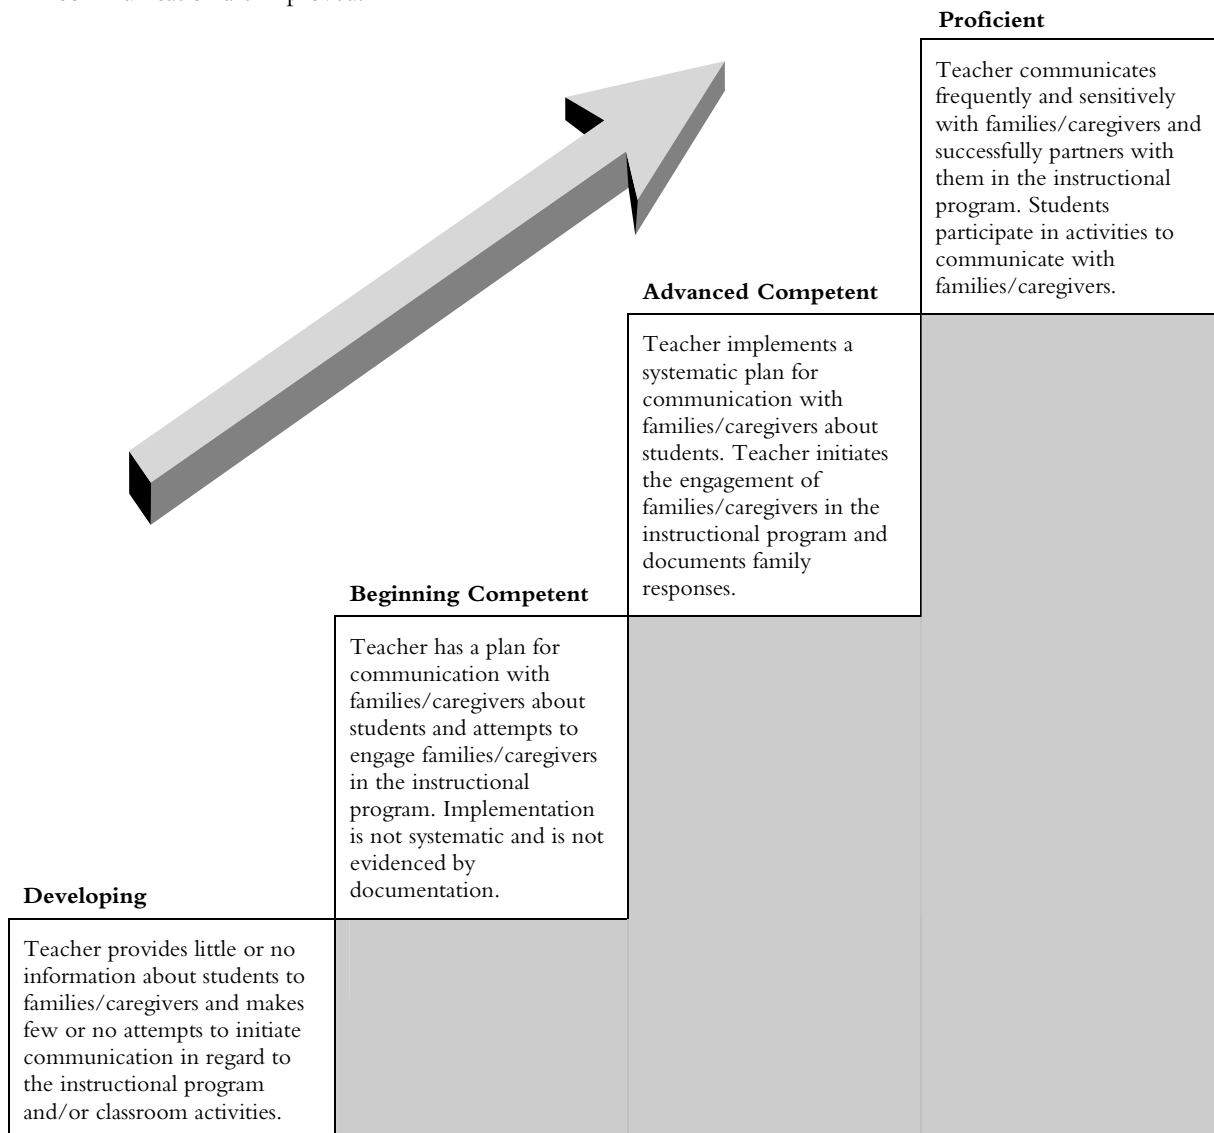 Proficient
Teacher communicates
frequently and sensitively
with families/caregivers and
successfully partners with
them in the instructional
program. Students
participate in activities to
communicate with
families/caregivers.
Advanced Competent
Teacher implements a
systematic plan for
communication with
families/caregivers about
students. Teacher initiates
the engagement of
families/caregivers in the
instructional program and
documents family
responses.
Beginning Competent
Teacher has a plan for
communication with
families/caregivers about
students and attempts to
engage families/caregivers
in the instructional
program. Implementation
is not systematic and is not
evidenced by
documentation.
Developing
Teacher provides little or no
information about students to
families/caregivers and makes
few or no attempts to initiate
communication in regard to
the instructional program
and/or classroom activities.